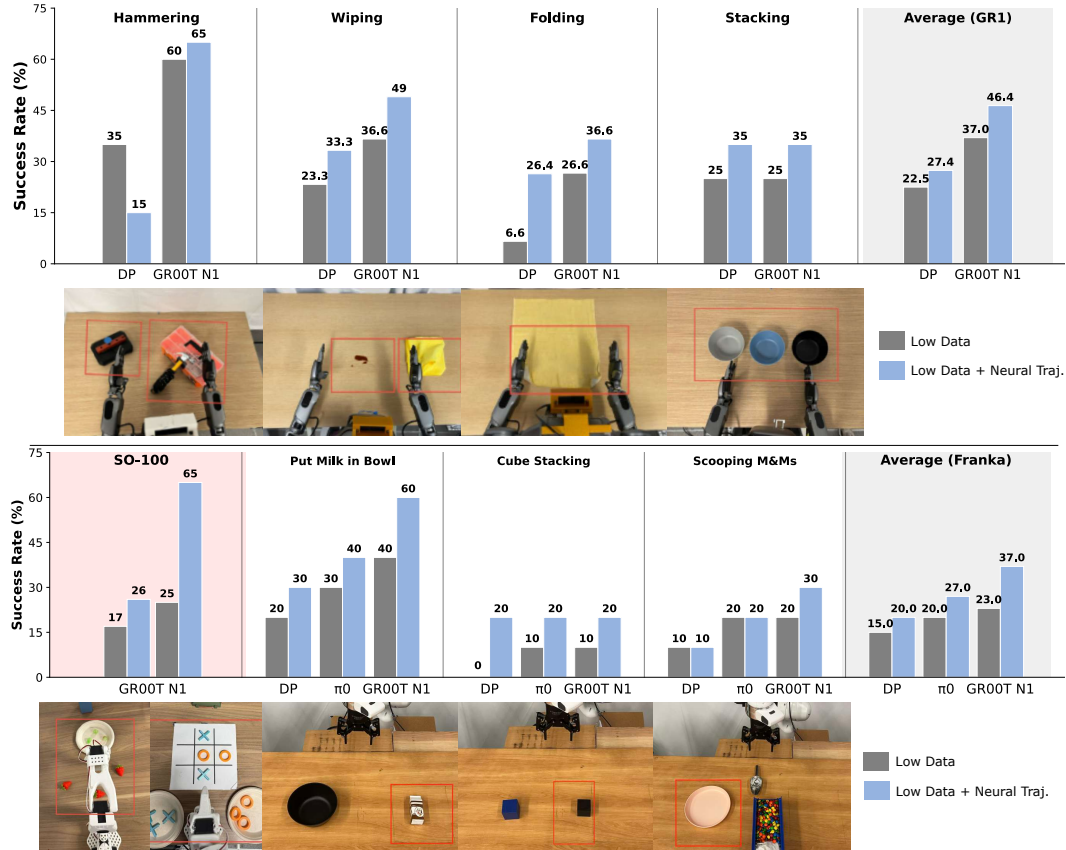 Hammering
Wiping
Folding
Stacking
Average (GR1)
Success Rate (%)
75
60
45
30
15
0
35
15
60
65
23.3
33.3
36.6
49
6.6
26.4
26.6
36.6
25
35
25
35
22.5
27.4
37.0
46.4
DP
GR00T N1
DP
GR00T N1
DP
GR00T N1
DP
GR00T N1
DP
GR00T N1
Low Data
Low Data + Neural Traj.
SO-100
Put Milk in Bowl
Cube Stacking
Scooping M&Ms
Average (Franka)
Success Rate (%)
75
60
45
30
15
0
17
26
25
65
20
30
30
40
40
60
0
20
10
20
10
20
10
10
20
20
20
30
15.0
20.0
20.0
27.0
23.0
37.0
GR00T N1
DP
π0
GR00T N1
DP
π0
GR00T N1
DP
π0
GR00T N1
DP
π0
GR00T N1
Low Data
Low Data + Neural Traj.